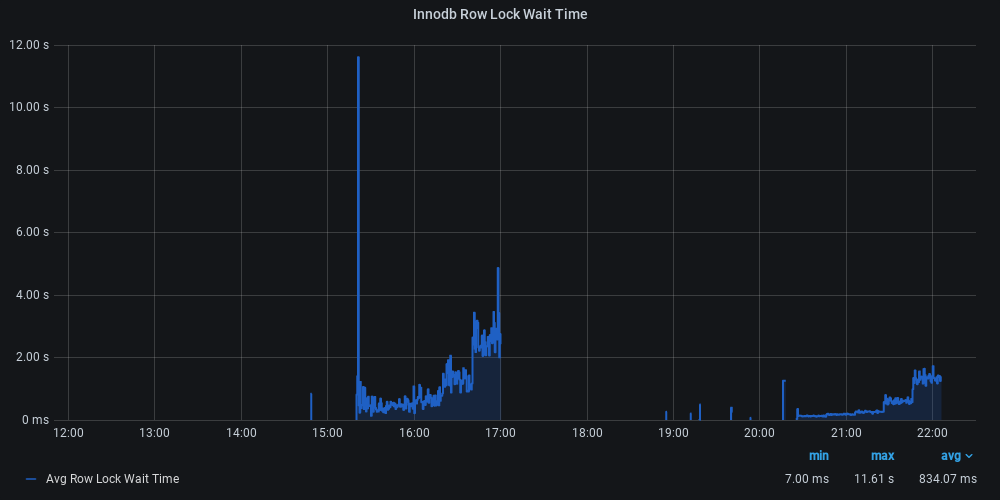 Innodb Row Lock Wait Time
12.00 s
10.00 s
8.00 s
6.00 s
4.00 s
2.00 s
0 ms
12:00 13:00 14:00 15:00 16:00 17:00 18:00 19:00 20:00 21:00 22:00
min max avg
Avg Row Lock Wait Time 7.00 ms 11.61 s 834.07 ms